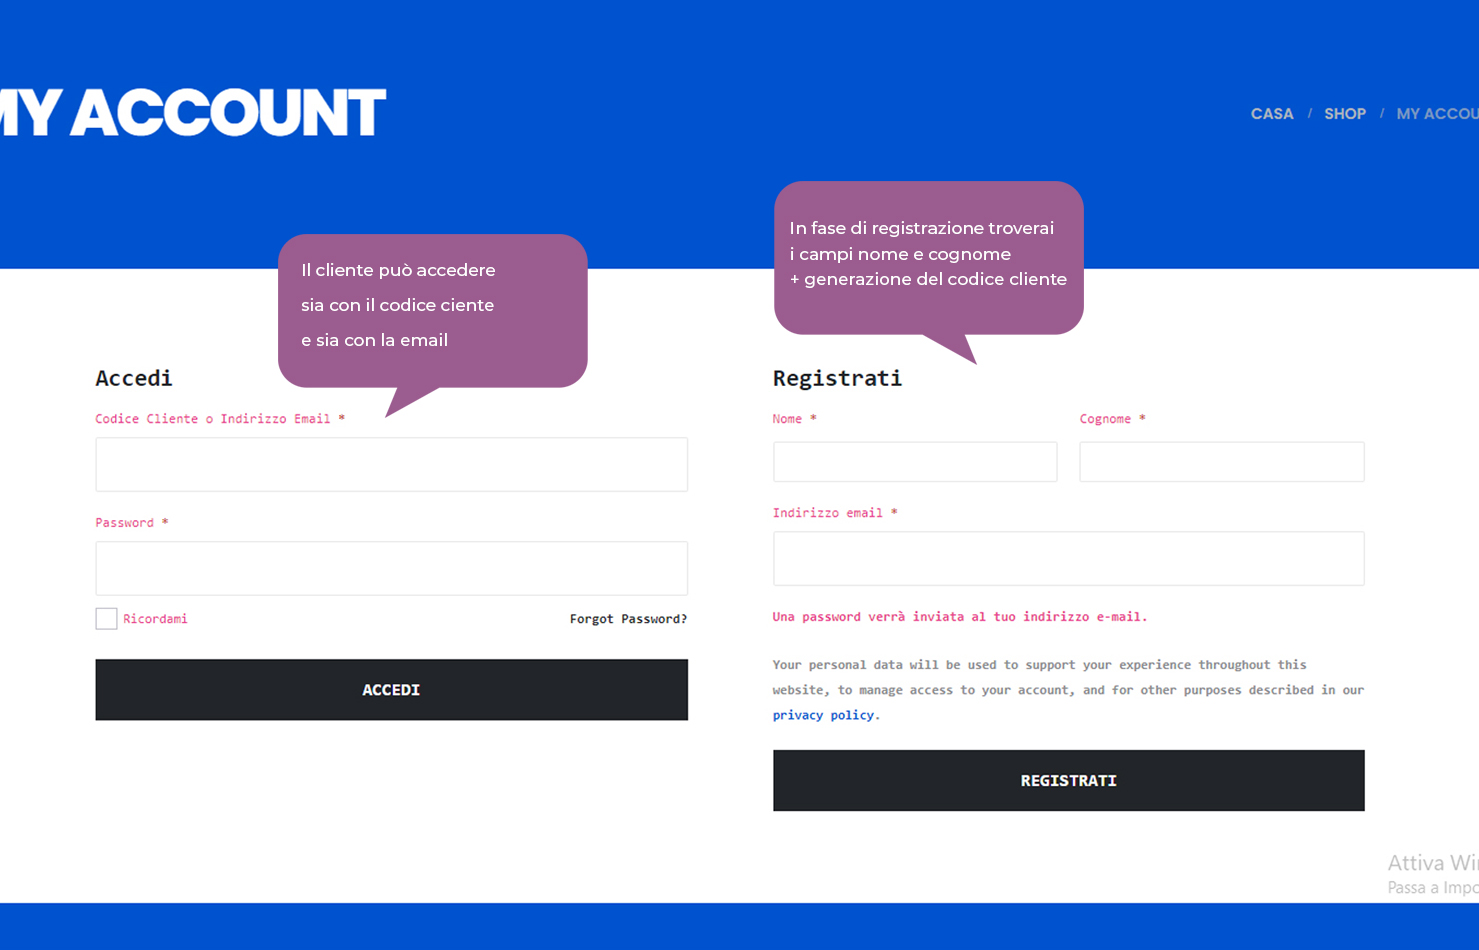 MY ACCOUNT
CASA / SHOP / MY ACCOU
In fase di registrazione troverai
i campi nome e cognome
+ generazione del codice cliente
Il cliente può accedere
sia con il codice ciente
e sia con la email
Accedi
Codice Cliente o Indirizzo Email *
Password *
Ricordami
Forgot Password?
ACCEDI
Registrati
Nome *
Cognome *
Indirizzo email *
Una password verrà inviata al tuo indirizzo e-mail.
Your personal data will be used to support your experience throughout this
website, to manage access to your account, and for other purposes described in our
privacy policy.
REGISTRATI
Attiva Win
Passa a Impo